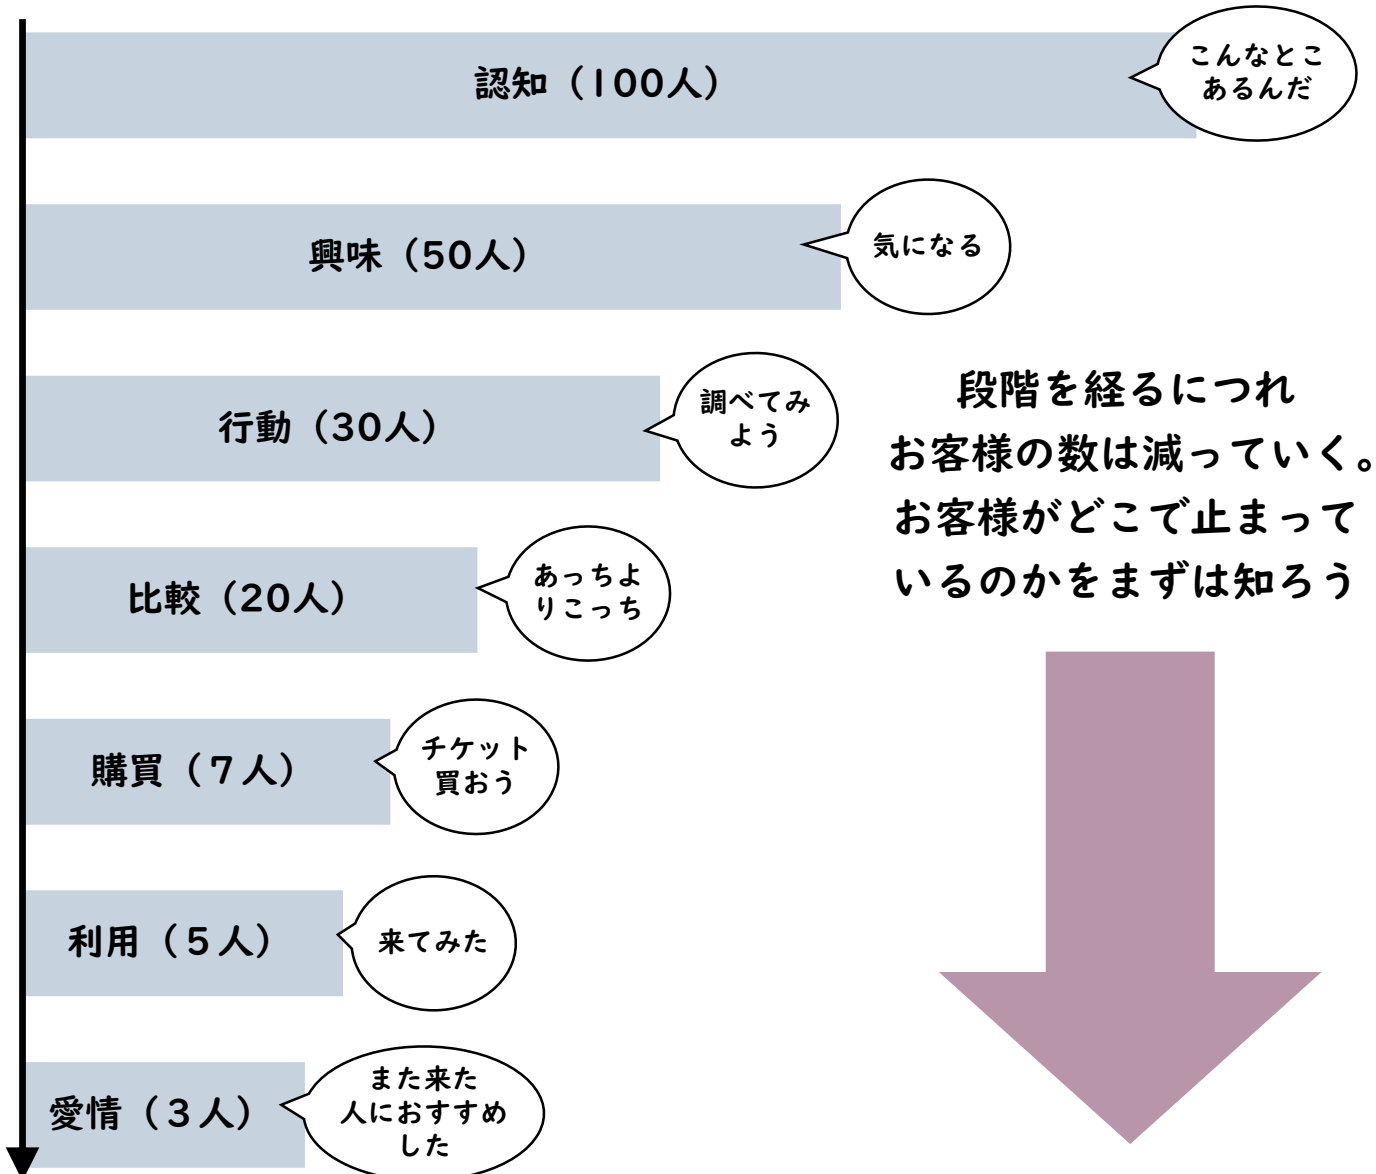 認知（100人）
こんなとこ
あるんだ
興味（50人）
気になる
行動（30人）
調べてみ
よう
段階を経るにつれ
お客様の数は減っていく。
お客様がどこで止まって
いるのかをまずは知ろう
比較（20人）
あっちよ
りこっち
購買（７人）
チケット
買おう
利用（５人）
来てみた
愛情（３人）
また来た
人におすすめ
した